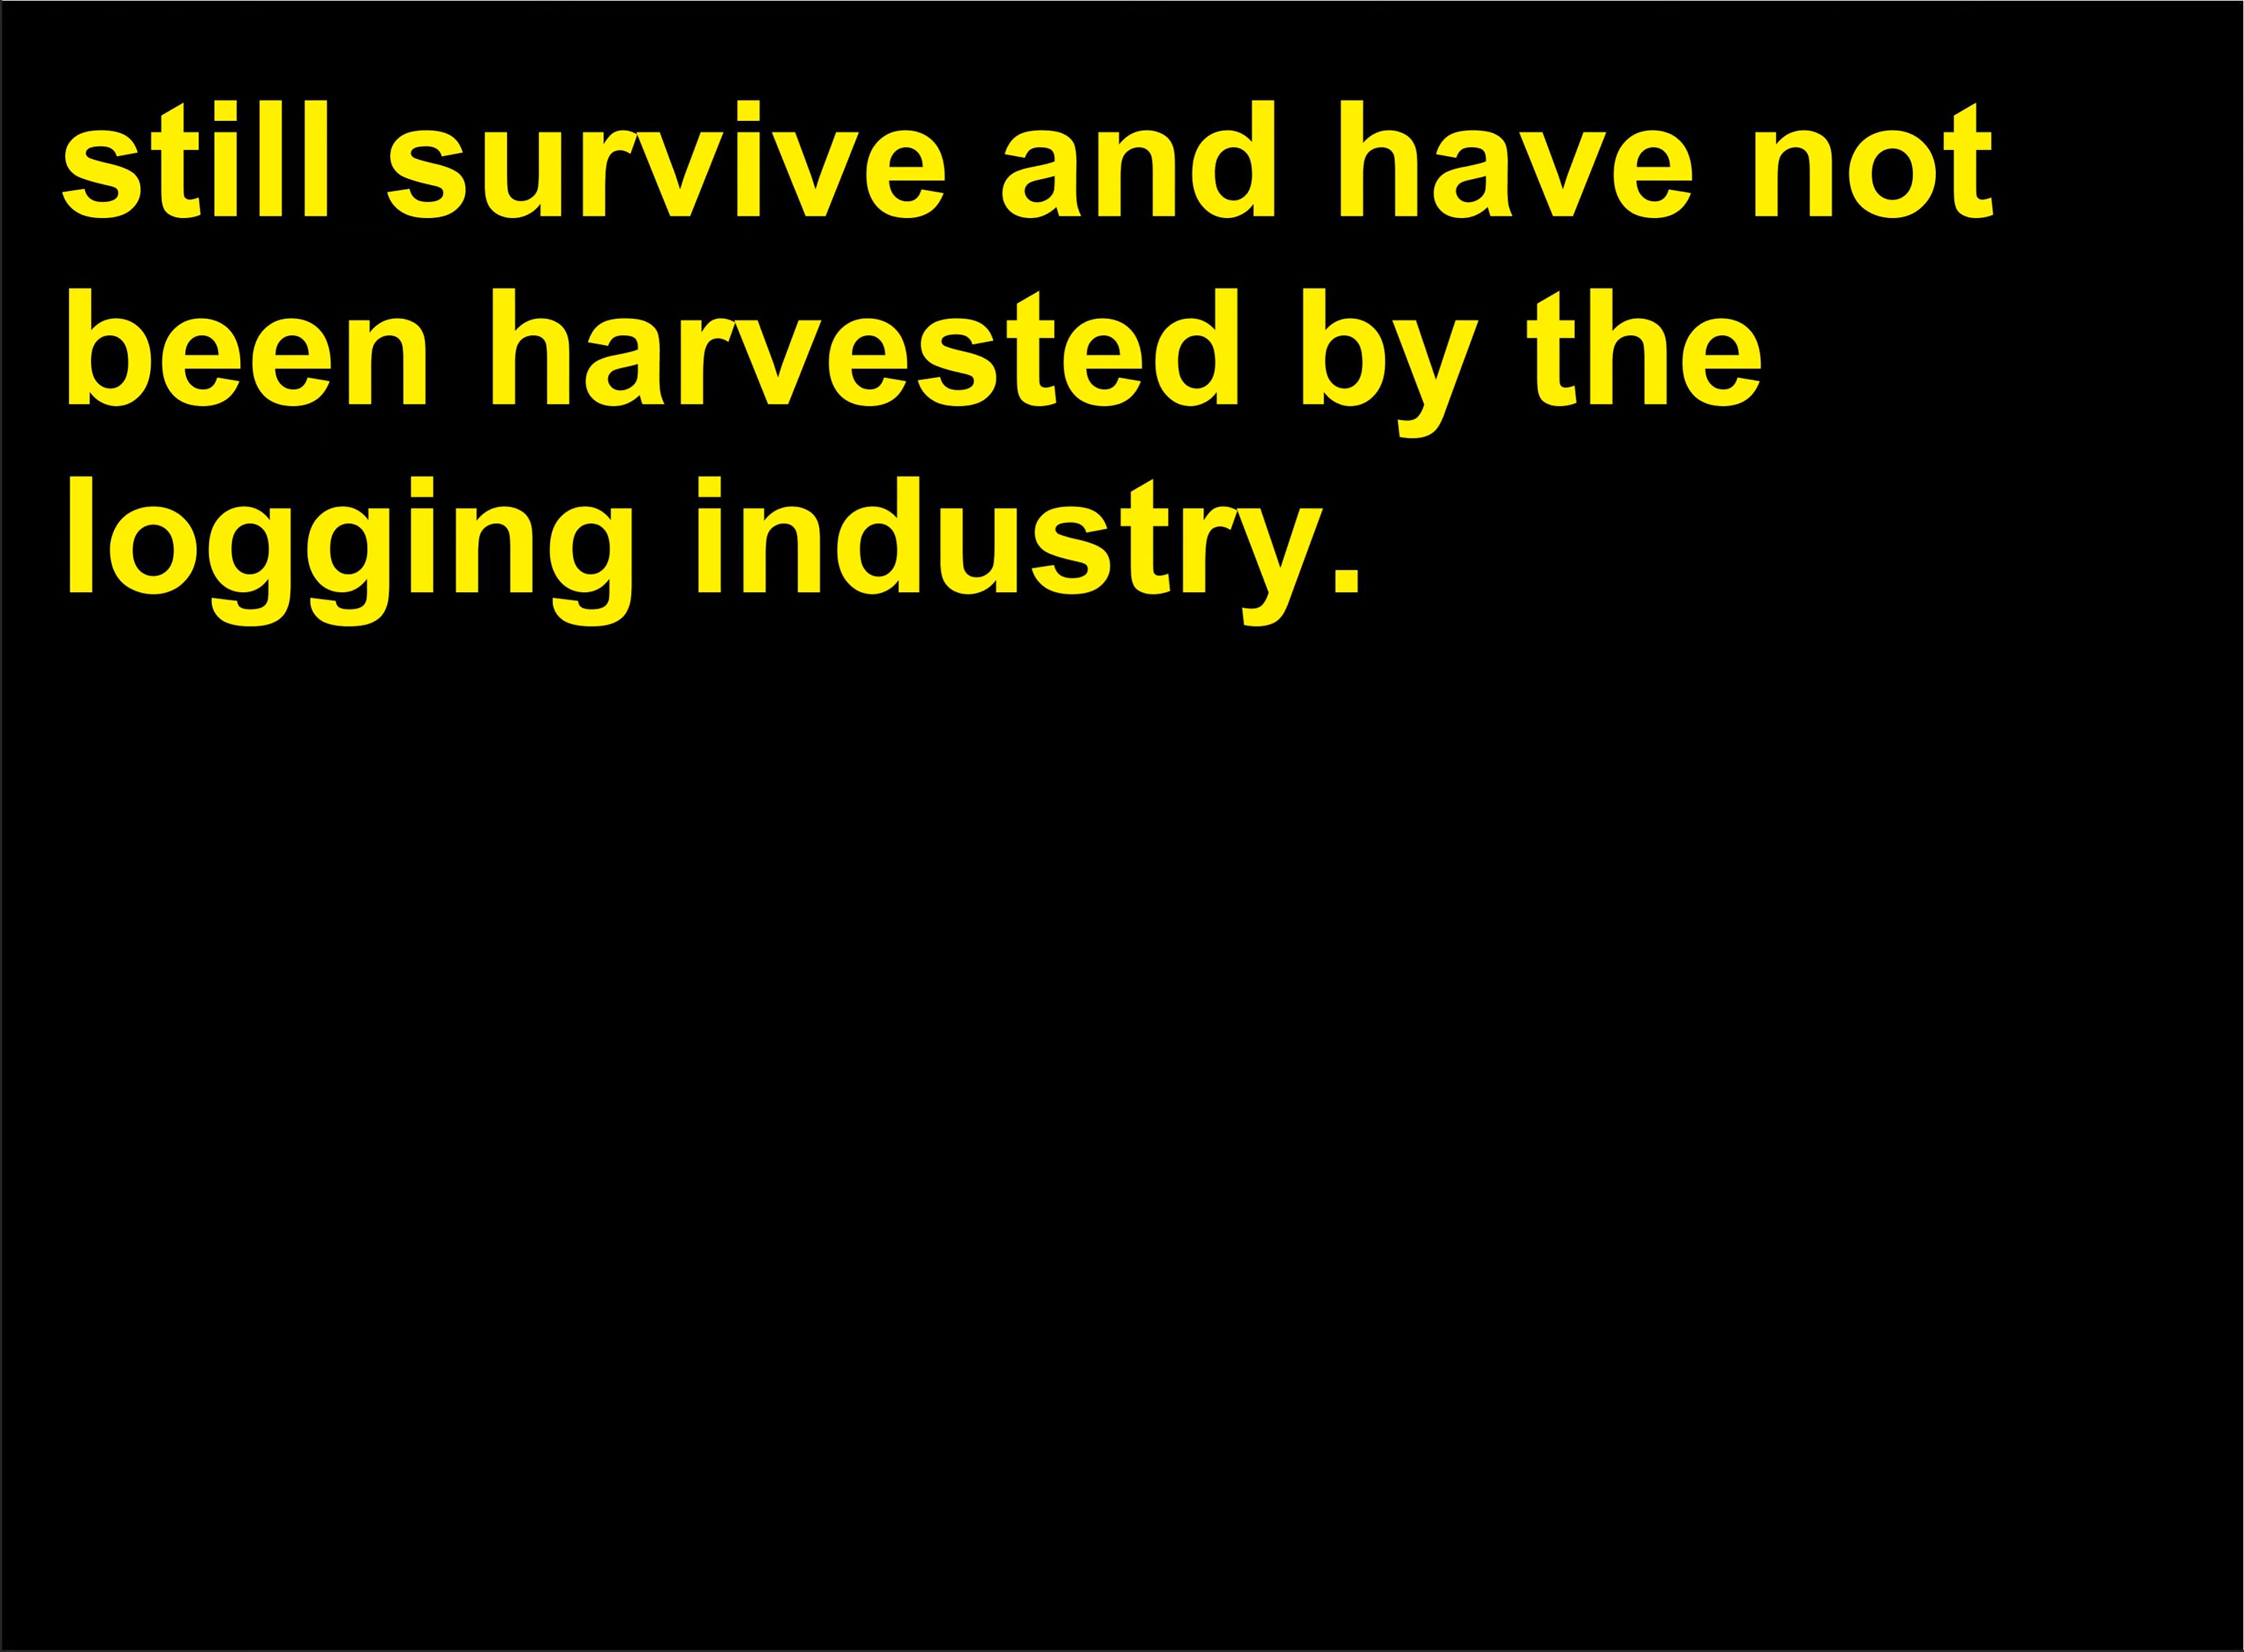 still survive and have not
been harvested by the
logging industry.